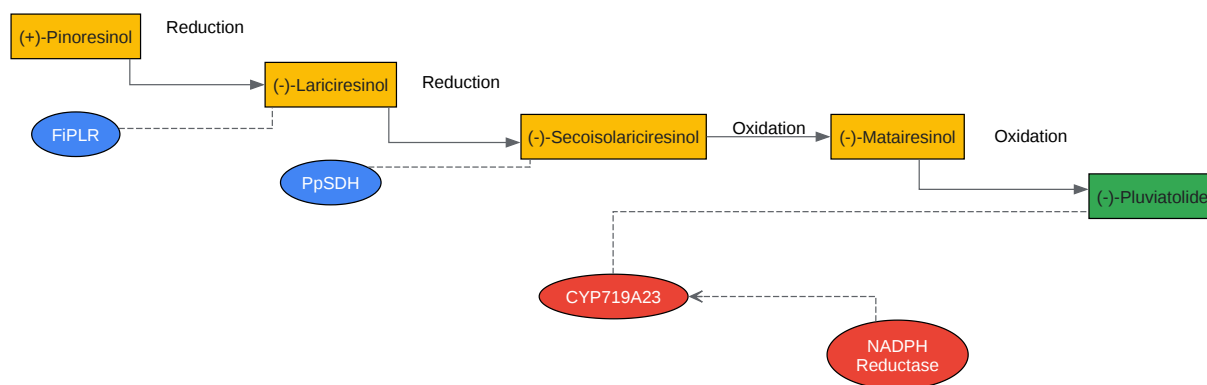 (+)-Pinoresinol
Reduction
(-)-Lariciresinol
Reduction
FiPLR
(-)-Secoisolariciresinol
Oxidation
(-)-Matairesinol
Oxidation
PpSDH
(-)-Pluviatolide
CYP719A23
NADPH
Reductase